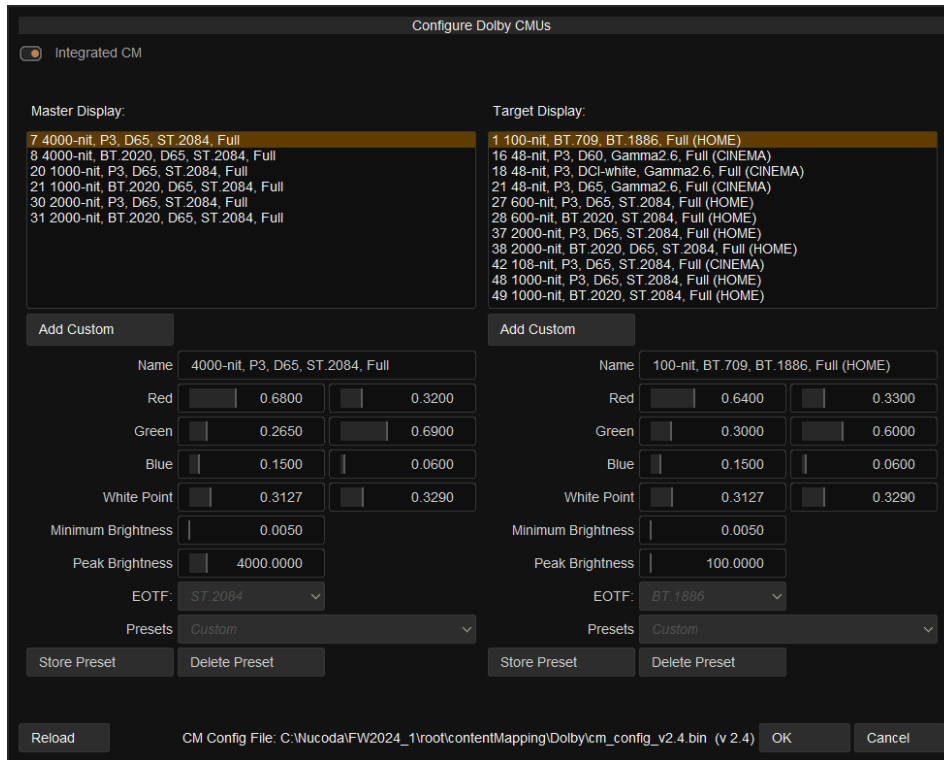 Configure Dolby CMUs
Integrated CM
Master Display:
7 4000-nit, P3, D65, ST.2084, Full
8 4000-nit, BT.2020, D65, ST.2084, Full
20 1000-nit, P3, D65, ST.2084, Full
21 1000-nit, BT.2020, D65, ST.2084, Full
30 2000-nit, P3, D65, ST.2084, Full
31 2000-nit, BT.2020, D65, ST.2084, Full
Add Custom
Name 4000-nit, P3, D65, ST.2084, Full
Red 0.6800 0.3200
Green 0.2650 0.6900
Blue 0.1500 0.0600
White Point 0.3127 0.3290
Minimum Brightness 0.0050
Peak Brightness 4000.0000
EOTF: ST.2084
Presets Custom
Store Preset Delete Preset
Target Display:
1 100-nit, BT.709, BT.1886, Full (HOME)
16 48-nit, P3, D60, Gamma2.6, Full (CINEMA)
18 48-nit, P3, DCI-white, Gamma2.6, Full (CINEMA)
21 48-nit, P3, D65, Gamma2.6, Full (CINEMA)
27 600-nit, P3, D65, ST.2084, Full (HOME)
28 600-nit, BT.2020, ST.2084, Full (HOME)
37 2000-nit, P3, D65, ST.2084, Full (HOME)
38 2000-nit, BT.2020, D65, ST.2084, Full (HOME)
42 108-nit, P3, D65, ST.2084, Full (CINEMA)
48 1000-nit, P3, D65, ST.2084, Full (HOME)
49 1000-nit, BT.2020, ST.2084, Full (HOME)
Add Custom
Name 100-nit, BT.709, BT.1886, Full (HOME)
Red 0.6400 0.3300
Green 0.3000 0.6000
Blue 0.1500 0.0600
White Point 0.3127 0.3290
Minimum Brightness 0.0050
Peak Brightness 100.0000
EOTF: BT.1886
Presets Custom
Store Preset Delete Preset
Reload CM Config File: C:\Nucoda\FW2024_1\root\contentMapping\Dolby\cm_config_v2.4.bin (v 2.4) OK Cancel